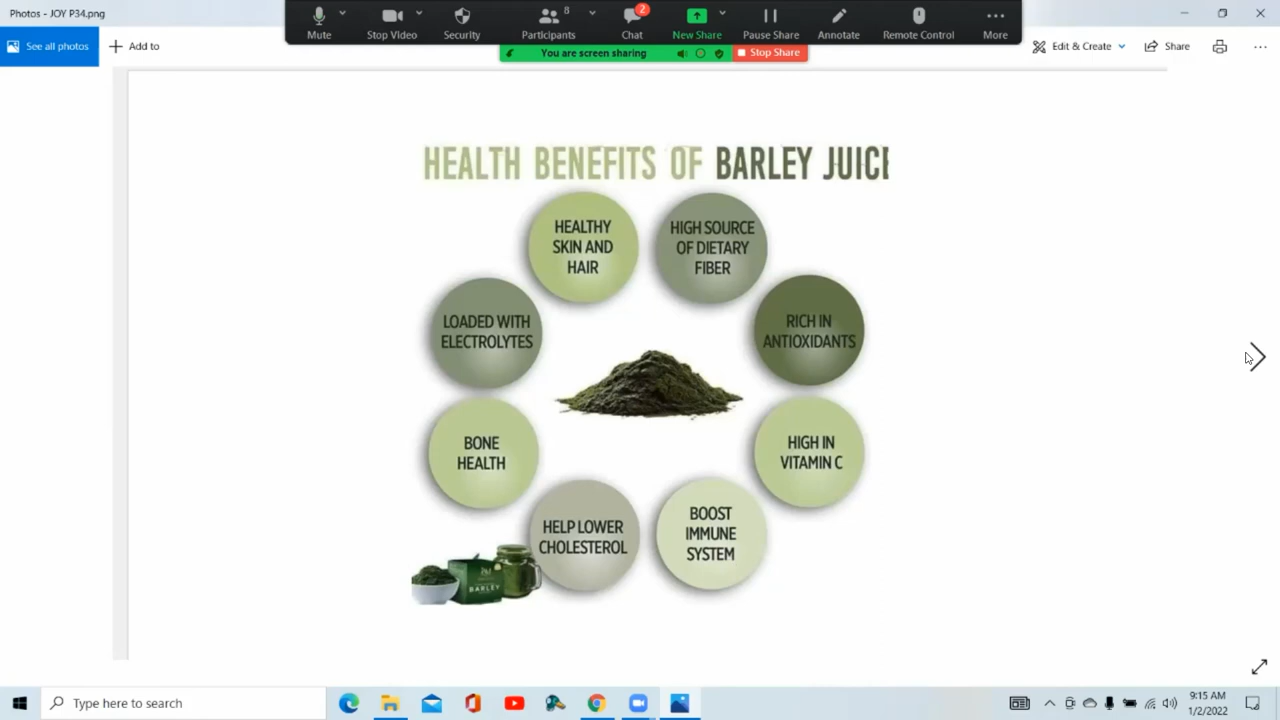 Photos - JOY P34.png
Mute
Stop Video
Security
Participants
8
Chat
2
New Share
Pause Share
Annotate
Remote Control
More
See all photos
Add to
You are screen sharing
Stop Share
Edit & Create
Share
HEALTH BENEFITS OF BARLEY JUICE
HEALTHY
SKIN AND
HAIR
HIGH SOURCE
OF DIETARY
FIBER
LOADED WITH
ELECTROLYTES
RICH IN
ANTIOXIDANTS
BONE
HEALTH
HIGH IN
VITAMIN C
HELP LOWER
CHOLESTEROL
BOOST
IMMUNE
SYSTEM
BARLEY
Type here to search
9:15 AM
1/2/2022